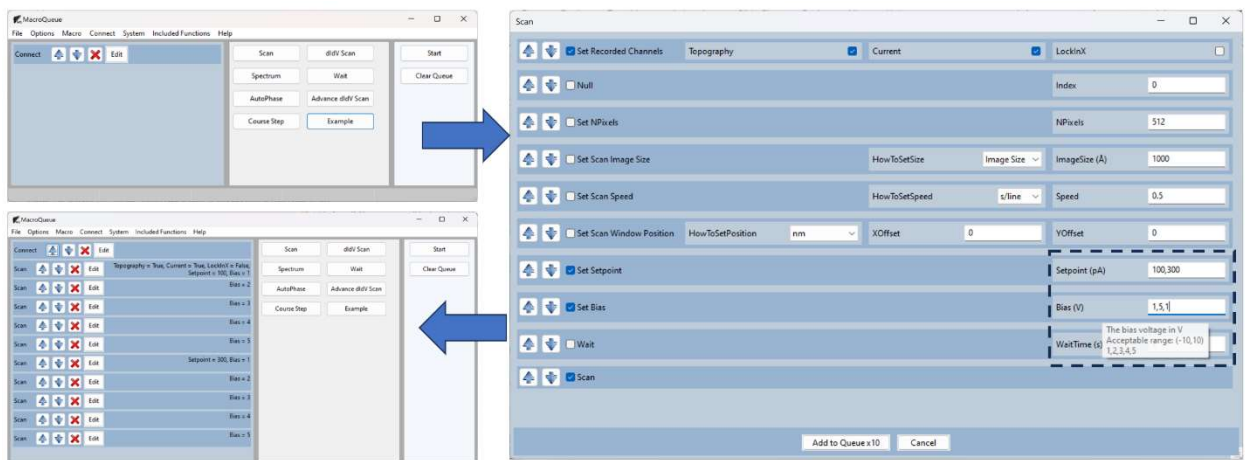 MacroQueue
File Options Macro Connect System Included Functions Help
Connect Edit
Scan dIdV Scan Start
Spectrum Wait Clear Queue
AutoPhase Advance dIdV Scan
Course Step Example
MacroQueue
File Options Macro Connect System Included Functions Help
Connect Edit
Scan Edit Topography = True, Current = True, LockInX = False,
Setpoint = 100, Bias = 1
Scan Edit Bias = 2
Scan Edit Bias = 3
Scan Edit Bias = 4
Scan Edit Bias = 5
Scan Edit Setpoint = 300, Bias = 1
Scan Edit Bias = 2
Scan Edit Bias = 3
Scan Edit Bias = 4
Scan Edit Bias = 5
Scan dIdV Scan Start
Spectrum Wait Clear Queue
AutoPhase Advance dIdV Scan
Course Step Example
Scan
Set Recorded Channels Topography Current LockInX
Null Index 0
Set NPixels NPixels 512
Set Scan Image Size HowToSetSize Image Size ImageSize (Å) 1000
Set Scan Speed HowToSetSpeed s/line Speed 0.5
Set Scan Window Position HowToSetPosition nm XOffset 0 YOffset 0
Set Setpoint Setpoint (pA) 100,300
Set Bias Bias (V) 1,5,1
The bias voltage in V
Wait WaitTime (s) Acceptable range: (-10,10)
1,2,3,4,5
Scan
Add to Queue x10 Cancel